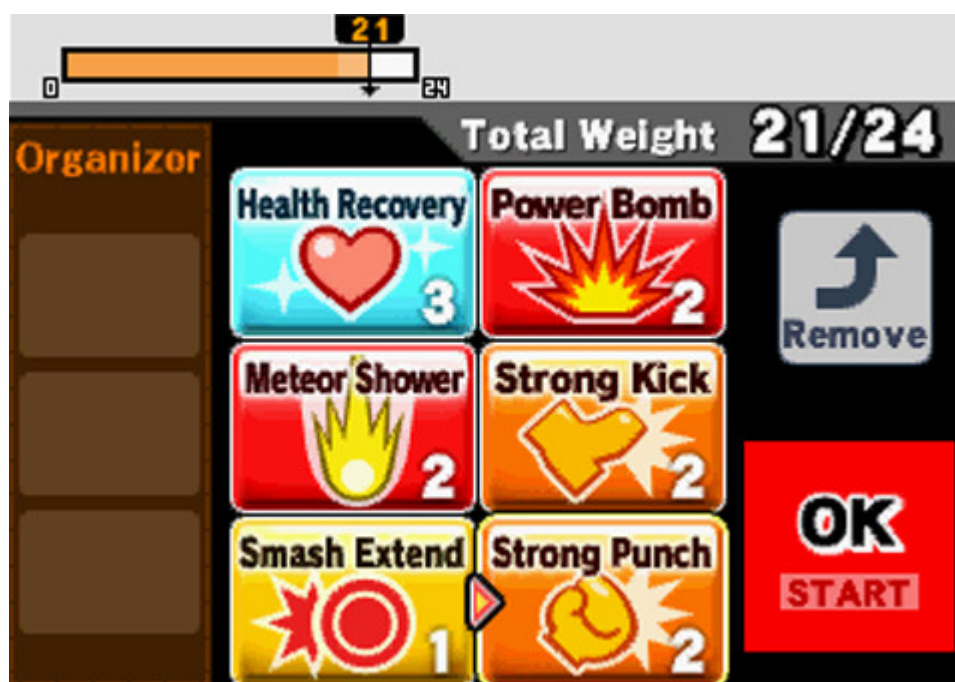 21
0
24
Total Weight 21/24
Organizor
Health Recovery
3
Power Bomb
2
Remove
Meteor Shower
2
Strong Kick
2
Smash Extend
1
Strong Punch
2
OK
START